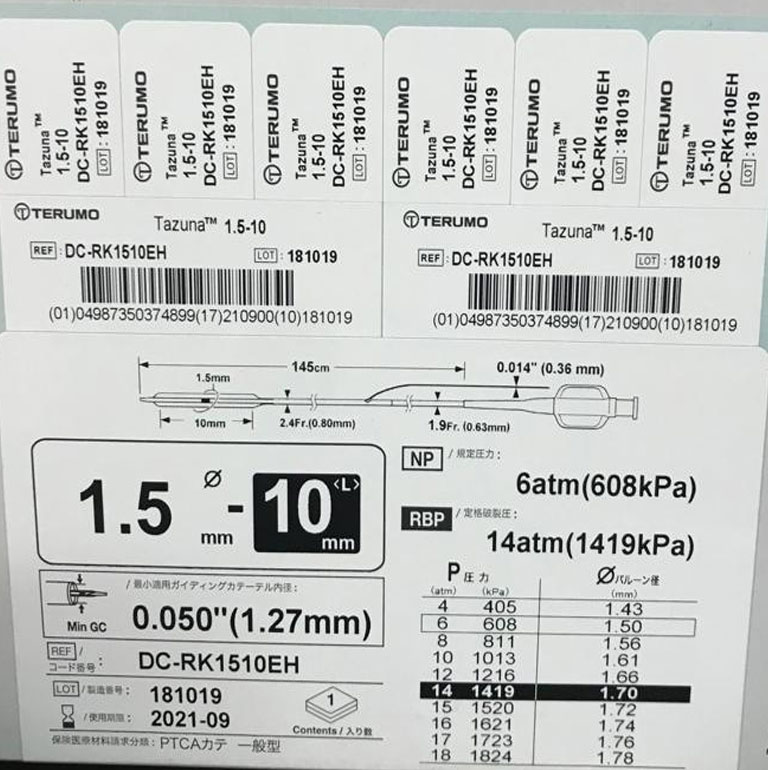 TERUMO
Tazuna™
1.5-10
DC-RK1510EH
LOT : 181019
TERUMO
Tazuna™
1.5-10
DC-RK1510EH
LOT : 181019
TERUMO
Tazuna™
1.5-10
DC-RK1510EH
LOT : 181019
TERUMO
Tazuna™
1.5-10
DC-RK1510EH
LOT : 181019
TERUMO
Tazuna™
1.5-10
DC-RK1510EH
LOT : 181019
TERUMO
Tazuna™
1.5-10
DC-RK1510EH
LOT : 181019
TERUMO
Tazuna™ 1.5-10
REF : DC-RK1510EH LOT : 181019
(01)04987350374899(17)210900(10)181019
TERUMO
Tazuna™ 1.5-10
REF : DC-RK1510EH LOT : 181019
(01)04987350374899(17)210900(10)181019
145cm 0.014" (0.36 mm)
1.5mm
10mm 2.4Fr.(0.80mm) 1.9Fr. (0.63mm)
1.5 Ø mm - 10 <L> mm
NP / 規定圧力:
6atm(608kPa)
RBP / 定格破裂圧:
14atm(1419kPa)
/ 最小適用ガイディングカテーテル内径:
Min GC 0.050"(1.27mm)
REF / コード番号: DC-RK1510EH
LOT / 製造番号: 181019
/ 使用期限: 2021-09
1
Contents / 入り数
保険医療材料請求分類: PTCAカテ 一般型
P 圧力 Ø バルーン径
(atm) (kPa) (mm)
4 405 1.43
6 608 1.50
8 811 1.56
10 1013 1.61
12 1216 1.66
14 1419 1.70
15 1520 1.72
16 1621 1.74
17 1723 1.76
18 1824 1.78